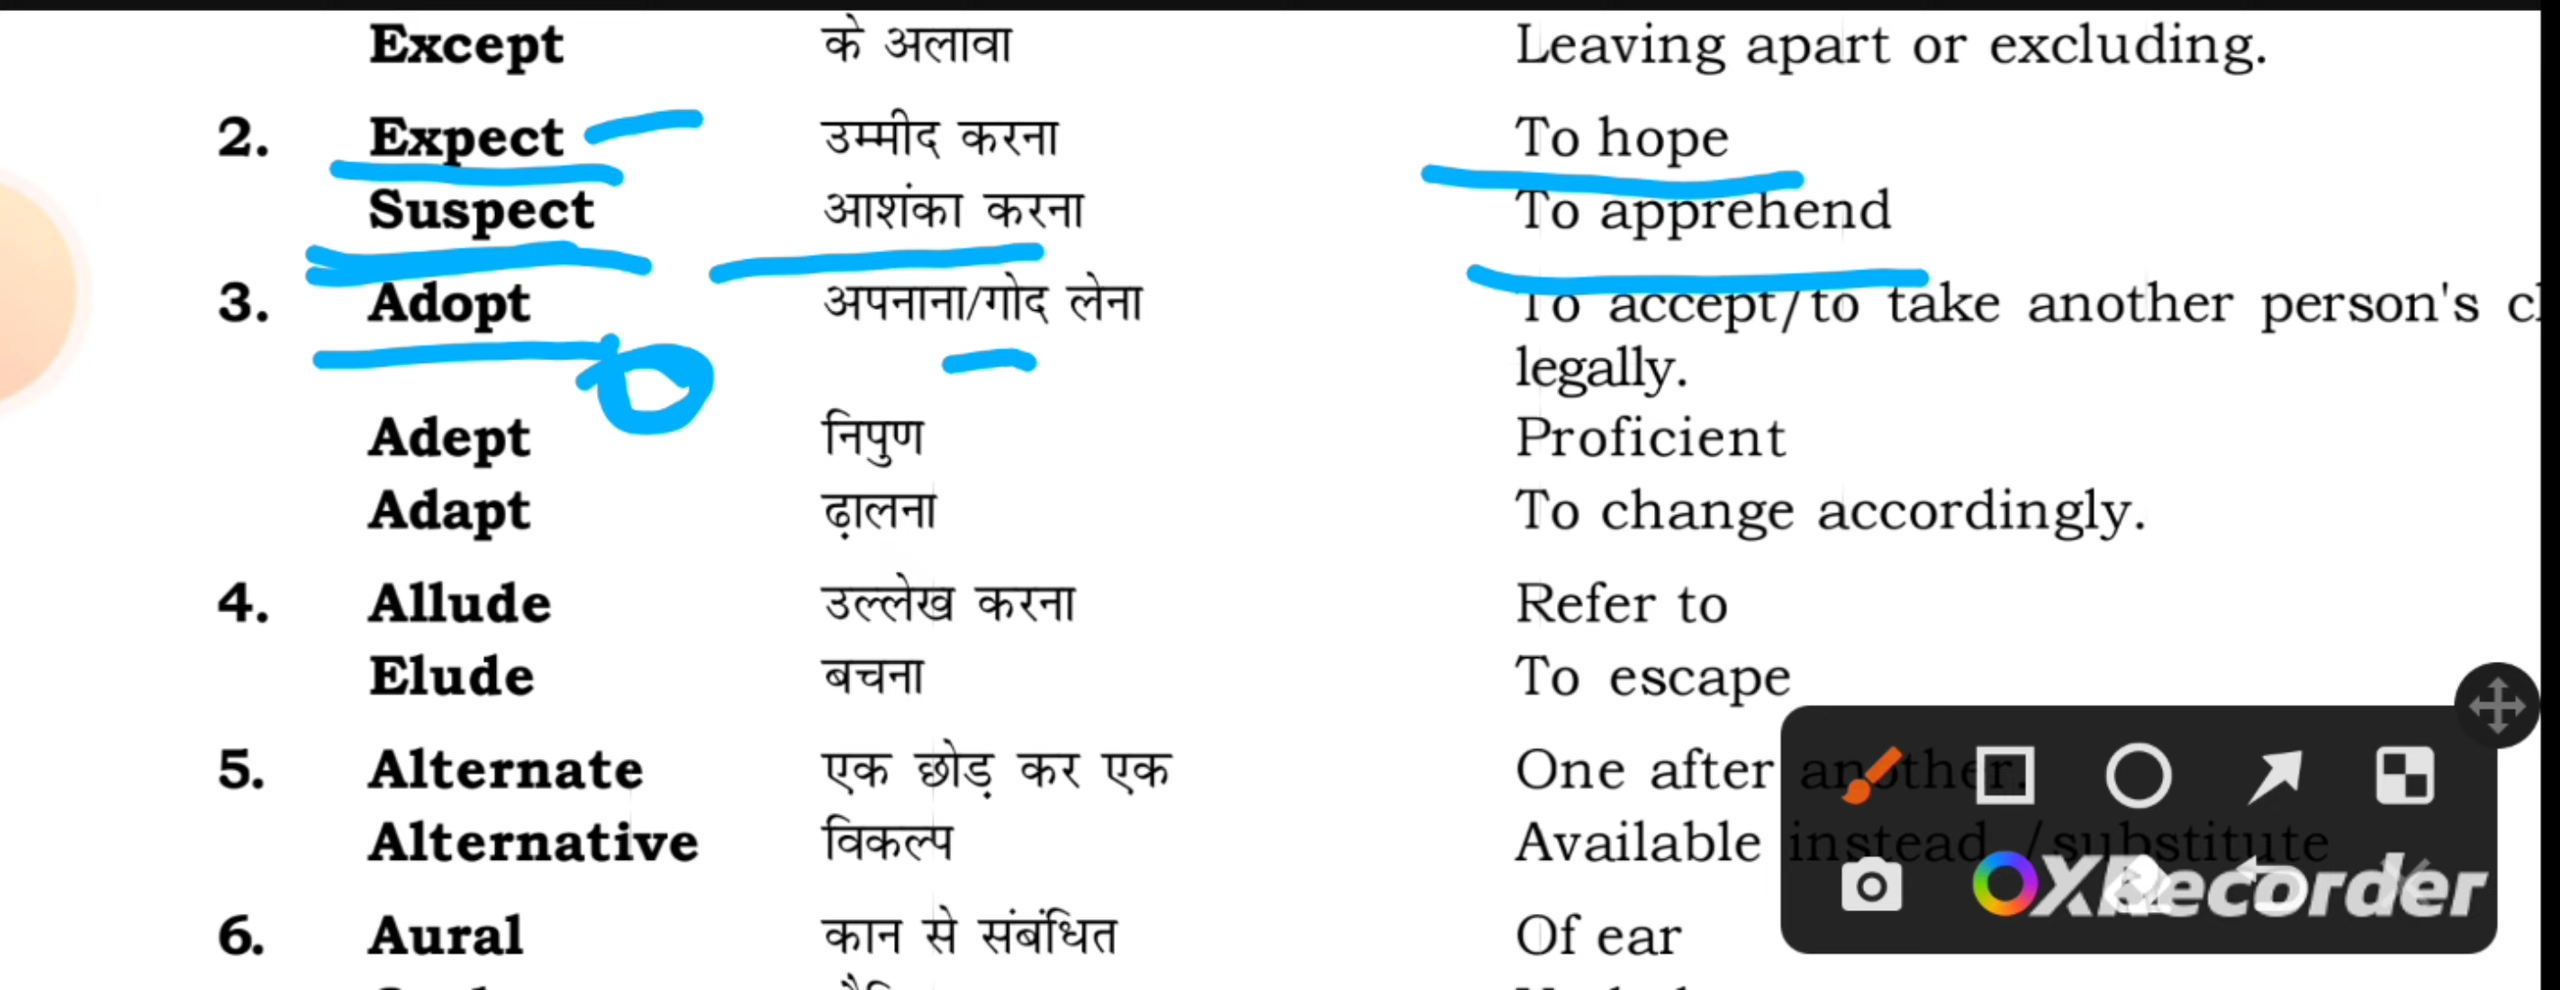 Except के अलावा Leaving apart or excluding.
2. Expect उम्मीद करना To hope
Suspect आशंका करना To apprehend
3. Adopt अपनाना/गोद लेना To accept/to take another person's
legally.
Adept निपुण Proficient
Adapt ढ़ालना To change accordingly.
4. Allude उल्लेख करना Refer to
Elude बचना To escape
5. Alternate एक छोड़ कर एक One after another.
Alternative विकल्प Available instead /substitute
XRecorder
6. Aural कान से संबंधित Of ear